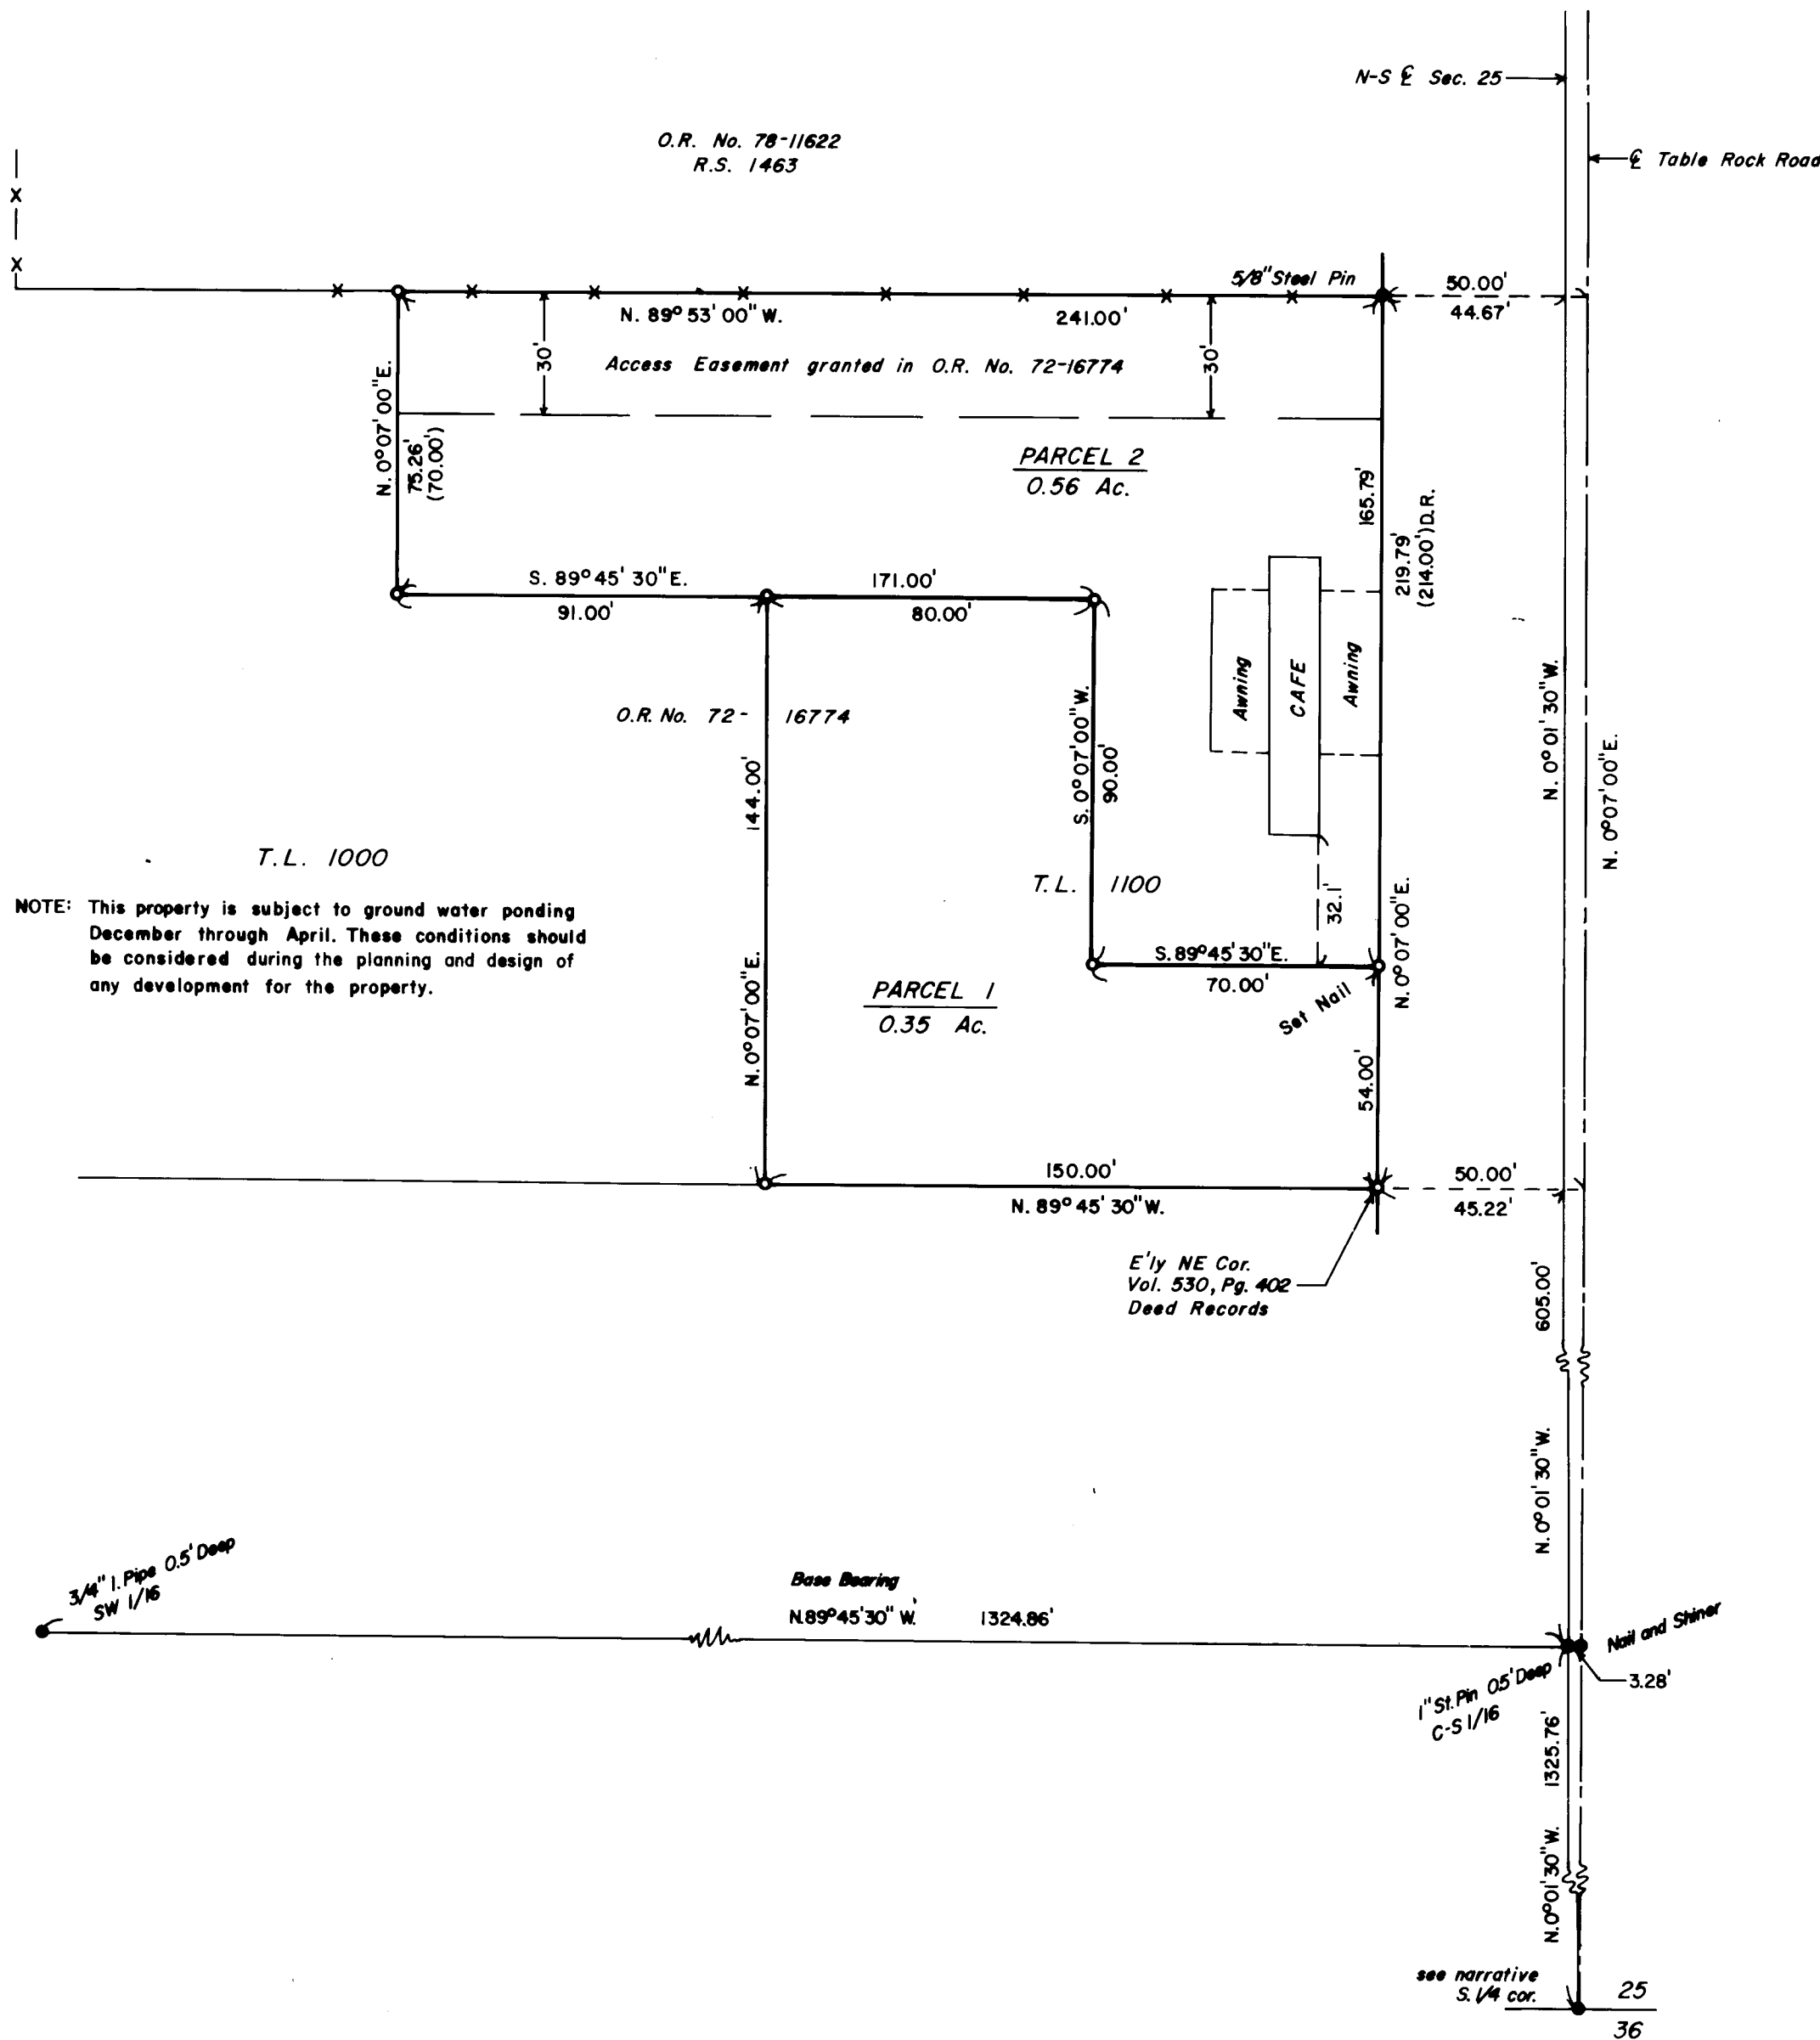 N-S ℄ Sec. 25
℄ Table Rock Road
O.R. No. 78-11622
R.S. 1463
5/8" Steel Pin
50.00'
44.67'
N. 89° 53' 00" W.
241.00'
30'
Access Easement granted in O.R. No. 72-16774
30'
N. 0° 07' 00" E.
75.26'
(70.00')
PARCEL 2
0.56 Ac.
165.79'
219.79'
(214.00') D.R.
S. 89° 45' 30" E.
171.00'
91.00'
80.00'
Awning
CAFE
Awning
O.R. No. 72-16774
144.00'
S. 0° 07' 00" W.
90.00'
N. 0° 01' 30" W.
N. 0° 07' 00" E.
T.L. 1000
T.L. 1100
32.1'
NOTE: This property is subject to ground water ponding
December through April. These conditions should
be considered during the planning and design of
any development for the property.
N. 0° 07' 00" E.
S. 89° 45' 30" E.
70.00'
Set Nail
N. 0° 07' 00" E.
PARCEL 1
0.35 Ac.
54.00'
150.00'
N. 89° 45' 30" W.
50.00'
45.22'
E'ly NE Cor.
Vol. 530, Pg. 402
Deed Records
605.00'
N. 0° 01' 30" W.
3/4" I. Pipe 0.5' Deep
SW 1/16
Base Bearing
N. 89° 45' 30" W. 1324.86'
Nail and Shiner
3.28'
1" St. Pin 0.5' Deep
C-S 1/16
1325.76'
N. 0° 01' 30" W.
see narrative
S. 1/4 cor.
25
36